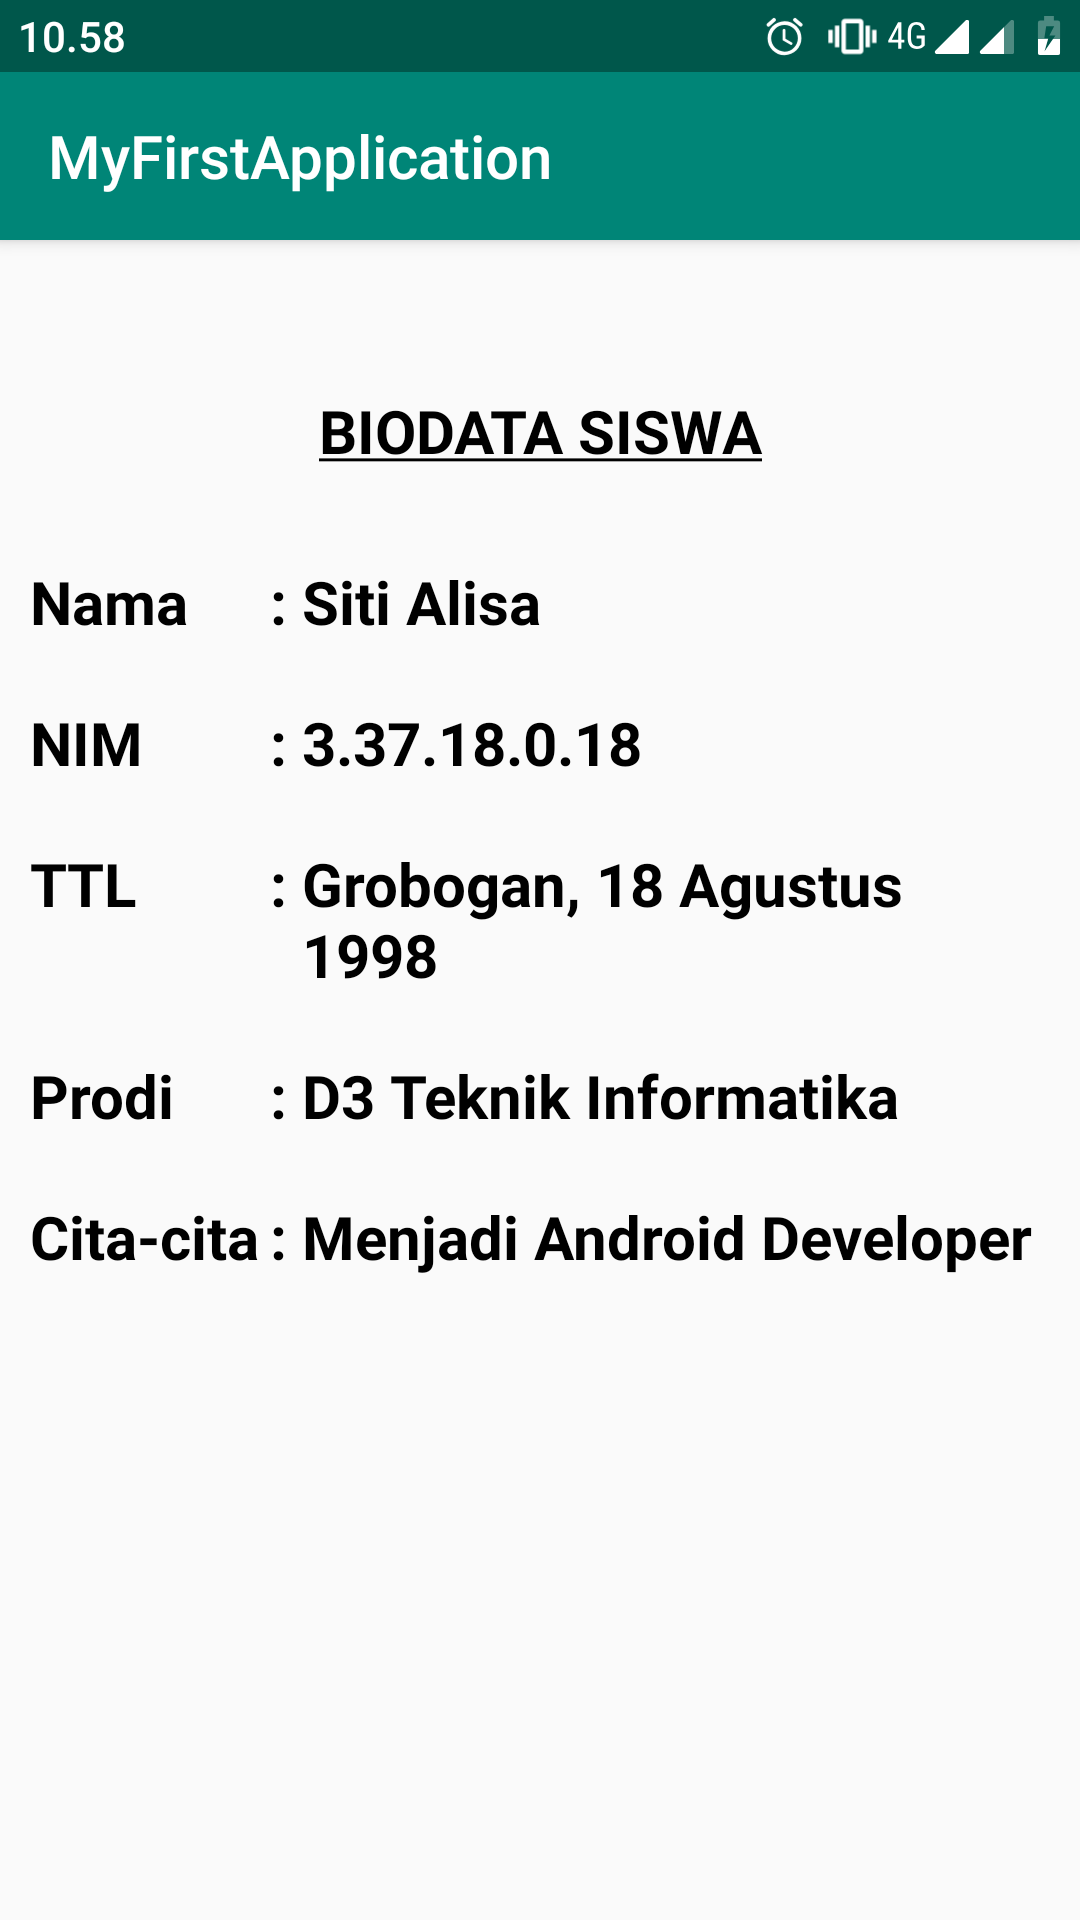 10.58 4G
MyFirstApplication
BIODATA SISWA
Nama : Siti Alisa
NIM : 3.37.18.0.18
TTL : Grobogan, 18 Agustus
1998
Prodi : D3 Teknik Informatika
Cita-cita : Menjadi Android Developer